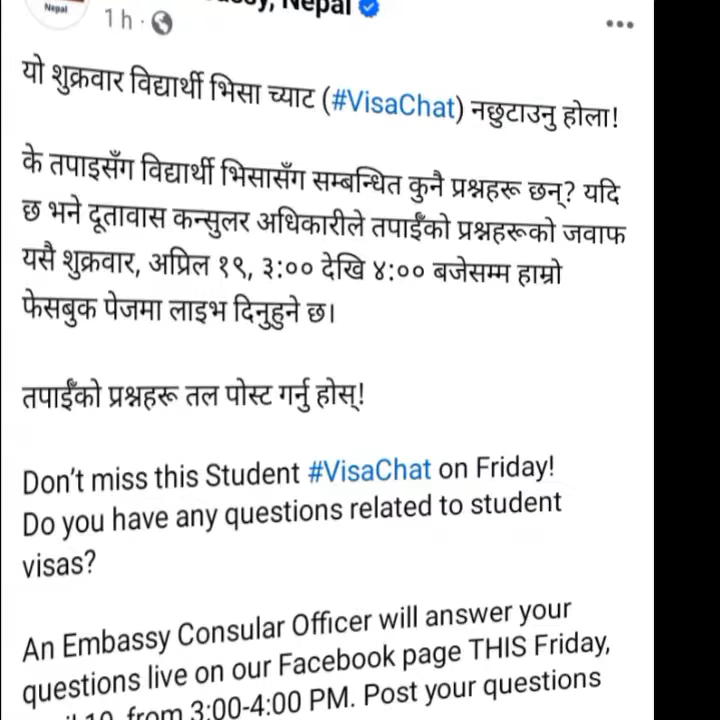 Nepal
Nepal
1 h
यो शुक्रवार विद्यार्थी भिसा च्याट (#VisaChat) नछुटाउनु होला!
के तपाइसँग विद्यार्थी भिसासँग सम्बन्धित कुनै प्रश्नहरू छन्? यदि
छ भने दूतावास कन्सुलर अधिकारीले तपाईँको प्रश्नहरूको जवाफ
यसै शुक्रवार, अप्रिल १९, ३:०० देखि ४:०० बजेसम्म हाम्रो
फेसबुक पेजमा लाइभ दिनुहुने छ।
तपाईँको प्रश्नहरू तल पोस्ट गर्नु होस्!
Don't miss this Student #VisaChat on Friday!
Do you have any questions related to student
visas?
An Embassy Consular Officer will answer your
questions live on our Facebook page THIS Friday,
from 3:00-4:00 PM. Post your questions